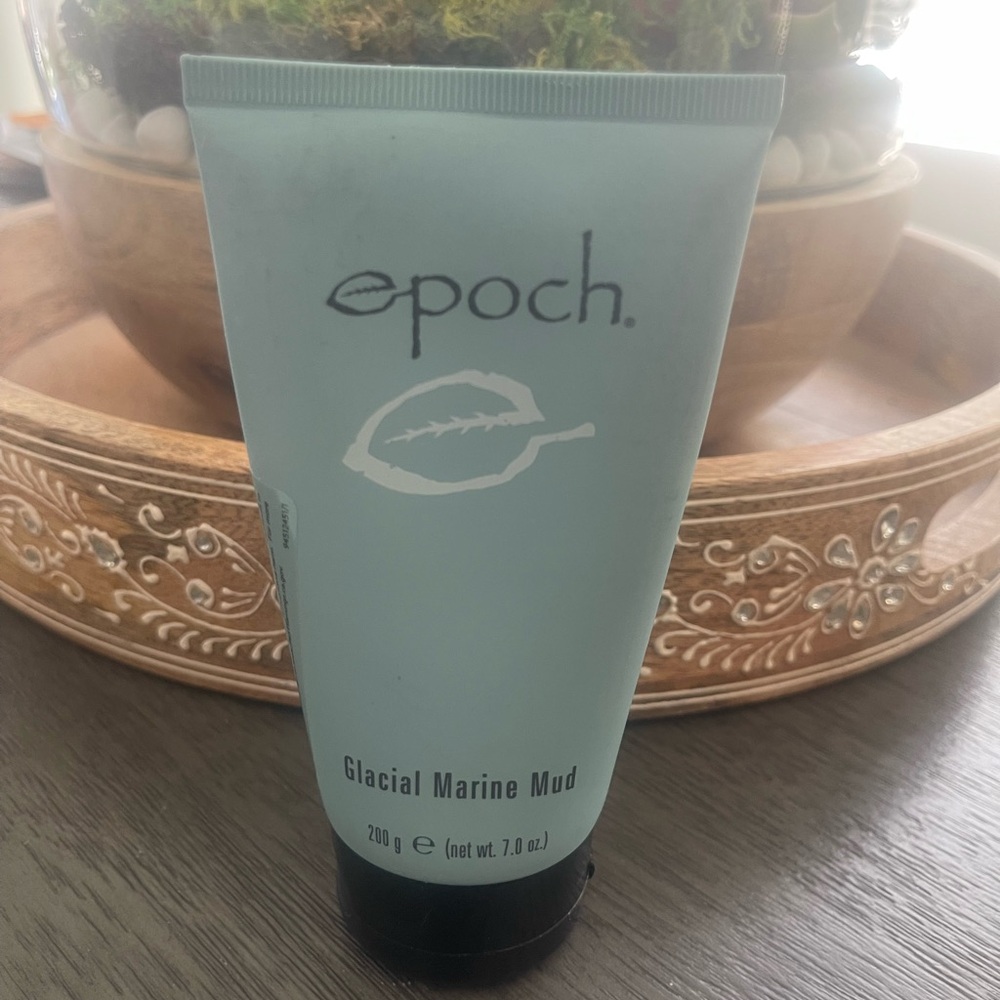 epoch®
Glacial Marine Mud
200 g ℮ (net wt. 7.0 oz.)